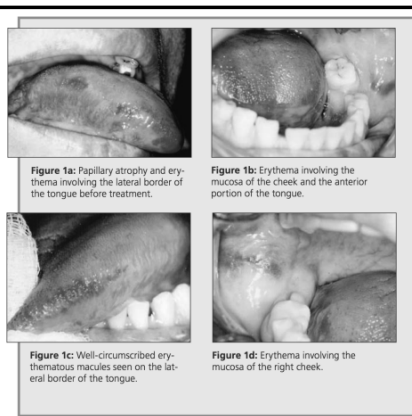 Figure 1a: Papillary atrophy and ery-
thema involving the lateral border of
the tongue before treatment.
Figure 1b: Erythema involving the
mucosa of the cheek and the anterior
portion of the tongue.
Figure 1c: Well-circumscribed ery-
thematous macules seen on the lat-
eral border of the tongue.
Figure 1d: Erythema involving the
mucosa of the right cheek.